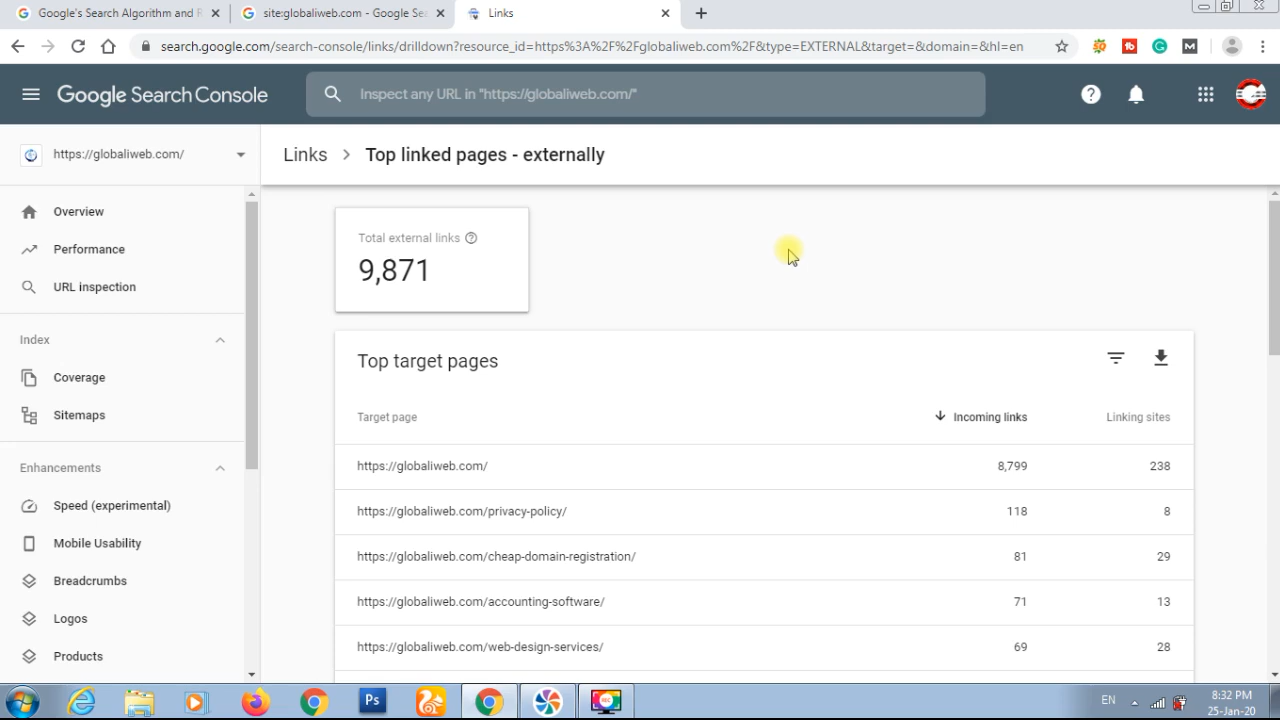 Google's Search Algorithm and R
site:globaliweb.com - Google Sea
Links
search.google.com/search-console/links/drilldown?resource_id=https%3A%2F%2Fglobaliweb.com%2F&type=EXTERNAL&target=&domain=&hl=en
Google Search Console
Inspect any URL in "https://globaliweb.com/"
https://globaliweb.com/
Links > Top linked pages - externally
Overview
Performance
URL inspection
Index
Coverage
Sitemaps
Enhancements
Speed (experimental)
Mobile Usability
Breadcrumbs
Logos
Products
Total external links
9,871
Top target pages
Target page Incoming links Linking sites
https://globaliweb.com/ 8,799 238
https://globaliweb.com/privacy-policy/ 118 8
https://globaliweb.com/cheap-domain-registration/ 81 29
https://globaliweb.com/accounting-software/ 71 13
https://globaliweb.com/web-design-services/ 69 28
Ps
REC
EN
8:32 PM
25-Jan-20